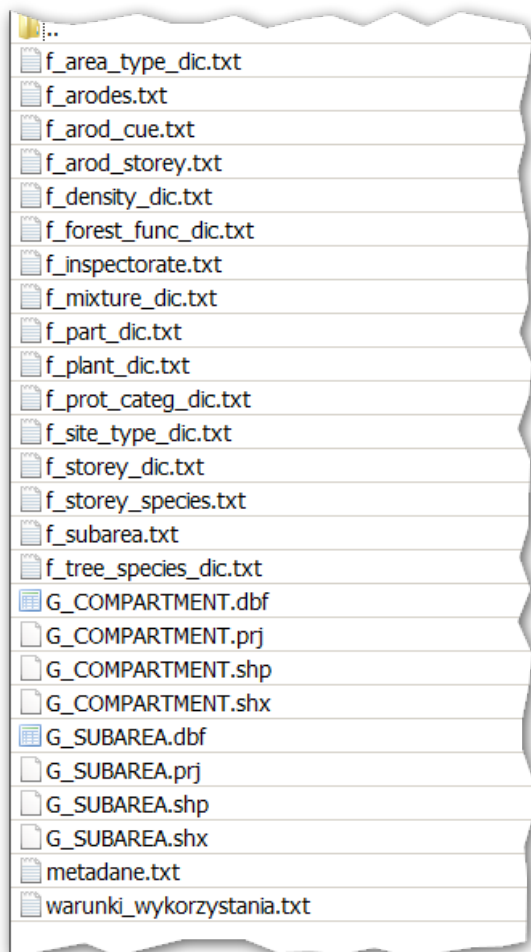 ..
f_area_type_dic.txt
f_arodes.txt
f_arod_cue.txt
f_arod_storey.txt
f_density_dic.txt
f_forest_func_dic.txt
f_inspectorate.txt
f_mixture_dic.txt
f_part_dic.txt
f_plant_dic.txt
f_prot_categ_dic.txt
f_site_type_dic.txt
f_storey_dic.txt
f_storey_species.txt
f_subarea.txt
f_tree_species_dic.txt
G_COMPARTMENT.dbf
G_COMPARTMENT.prj
G_COMPARTMENT.shp
G_COMPARTMENT.shx
G_SUBAREA.dbf
G_SUBAREA.prj
G_SUBAREA.shp
G_SUBAREA.shx
metadane.txt
warunki_wykorzystania.txt